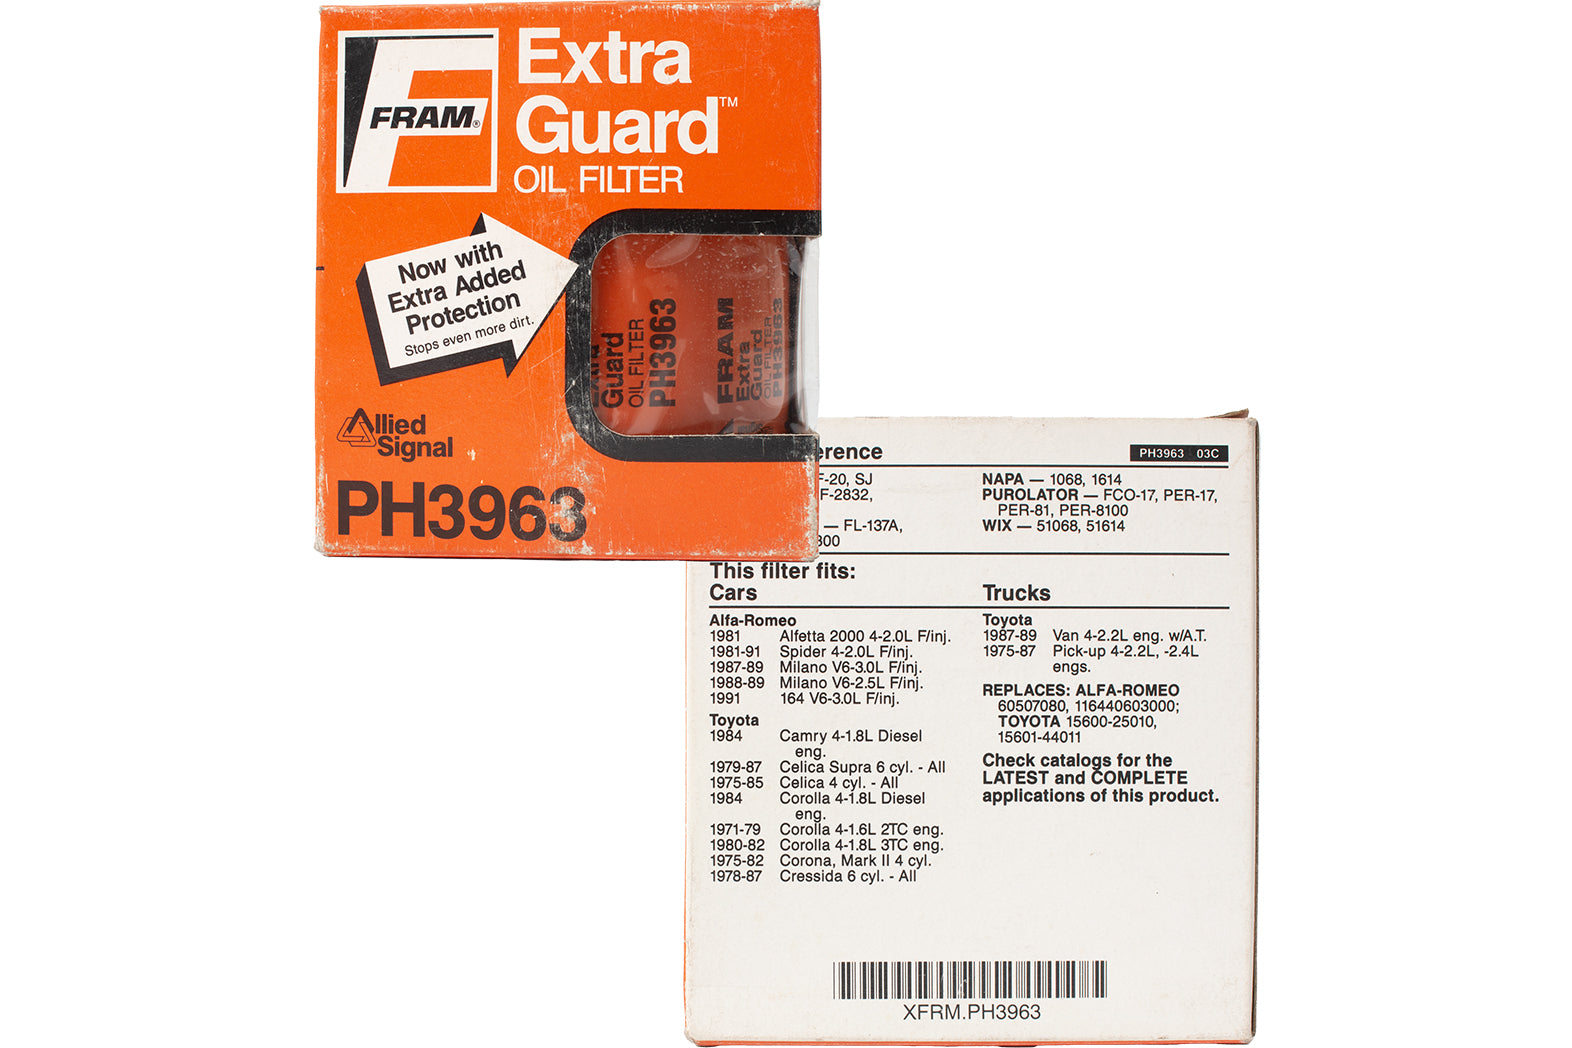 FRAM®
Extra
Guard™
OIL FILTER
Now with
Extra Added
Protection
Stops even more dirt.
Guard
OIL FILTER
PH3963
FRAM
Extra
Guard
OIL FILTER
PH3963
Allied
Signal
PH3963
erence
PH3963 03C
F-20, SJ
F-2832,
— FL-137A,
300
NAPA — 1068, 1614
PUROLATOR — FCO-17, PER-17,
PER-81, PER-8100
WIX — 51068, 51614
This filter fits:
Cars
Alfa-Romeo
1981 Alfetta 2000 4-2.0L F/inj.
1981-91 Spider 4-2.0L F/inj.
1987-89 Milano V6-3.0L F/inj.
1988-89 Milano V6-2.5L F/inj.
1991 164 V6-3.0L F/inj.
Toyota
1984 Camry 4-1.8L Diesel
eng.
1979-87 Celica Supra 6 cyl. - All
1975-85 Celica 4 cyl. - All
1984 Corolla 4-1.8L Diesel
eng.
1971-79 Corolla 4-1.6L 2TC eng.
1980-82 Corolla 4-1.8L 3TC eng.
1975-82 Corona, Mark II 4 cyl.
1978-87 Cressida 6 cyl. - All
Trucks
Toyota
1987-89 Van 4-2.2L eng. w/A.T.
1975-87 Pick-up 4-2.2L, -2.4L
engs.
REPLACES: ALFA-ROMEO
60507080, 116440603000;
TOYOTA 15600-25010,
15601-44011
Check catalogs for the
LATEST and COMPLETE
applications of this product.
XFRM.PH3963